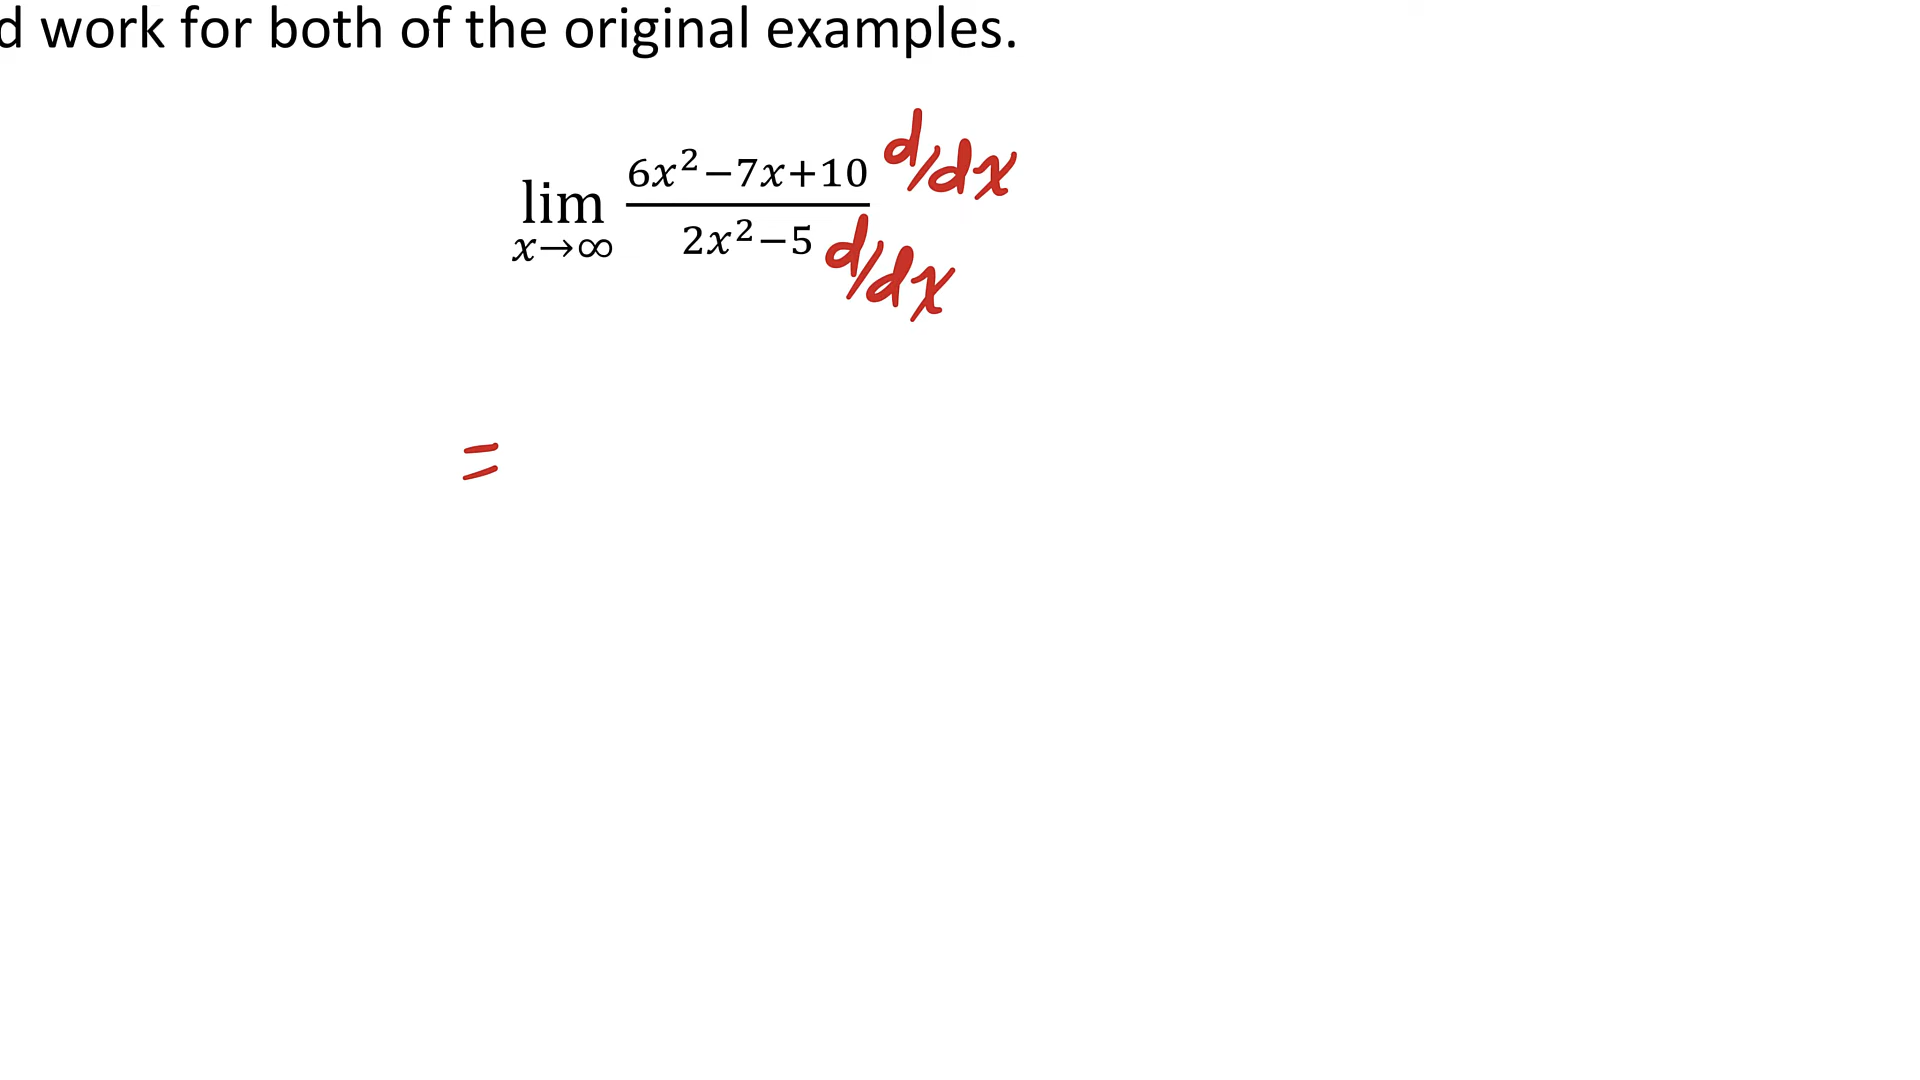 d work for both of the original examples.
lim x→∞ (6x²−7x+10)/(2x²−5)
d/dx
d/dx
=